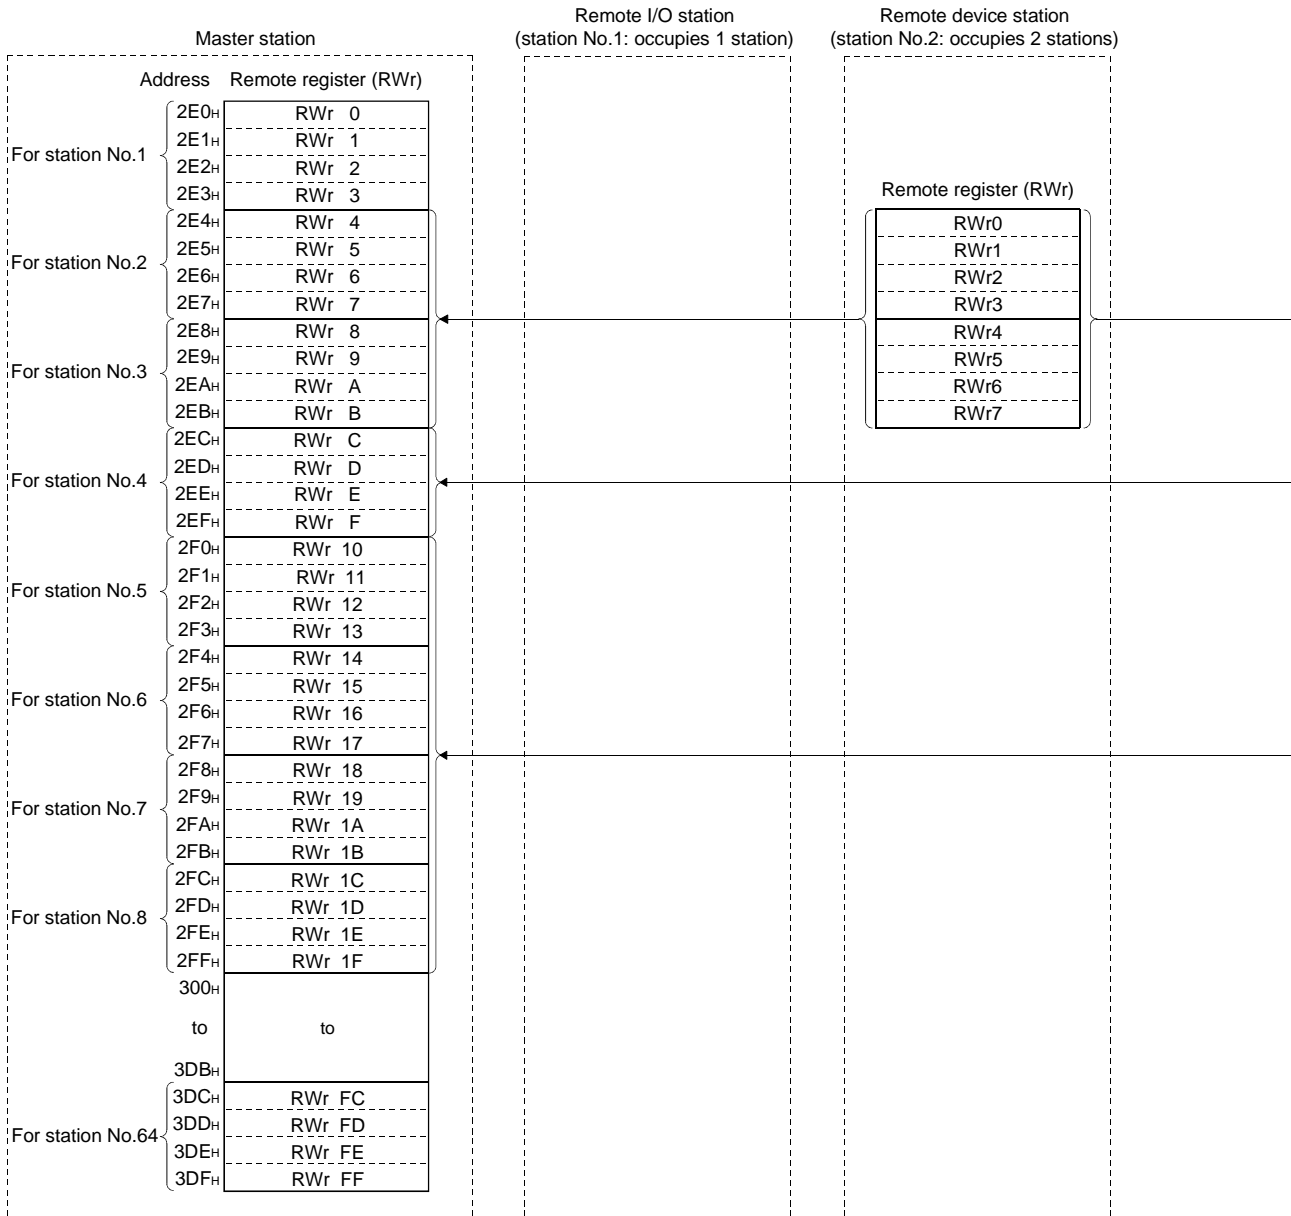 Remote I/O station
(station No.1: occupies 1 station)
Remote device station
(station No.2: occupies 2 stations)
Master station
Address Remote register (RWr)
For station No.1
2E0H RWr 0
2E1H RWr 1
2E2H RWr 2
2E3H RWr 3
For station No.2
2E4H RWr 4
2E5H RWr 5
2E6H RWr 6
2E7H RWr 7
For station No.3
2E8H RWr 8
2E9H RWr 9
2EAH RWr A
2EBH RWr B
For station No.4
2ECH RWr C
2EDH RWr D
2EEH RWr E
2EFH RWr F
For station No.5
2F0H RWr 10
2F1H RWr 11
2F2H RWr 12
2F3H RWr 13
For station No.6
2F4H RWr 14
2F5H RWr 15
2F6H RWr 16
2F7H RWr 17
For station No.7
2F8H RWr 18
2F9H RWr 19
2FAH RWr 1A
2FBH RWr 1B
For station No.8
2FCH RWr 1C
2FDH RWr 1D
2FEH RWr 1E
2FFH RWr 1F
300H
to to
3DBH
For station No.64
3DCH RWr FC
3DDH RWr FD
3DEH RWr FE
3DFH RWr FF
Remote register (RWr)
RWr0
RWr1
RWr2
RWr3
RWr4
RWr5
RWr6
RWr7